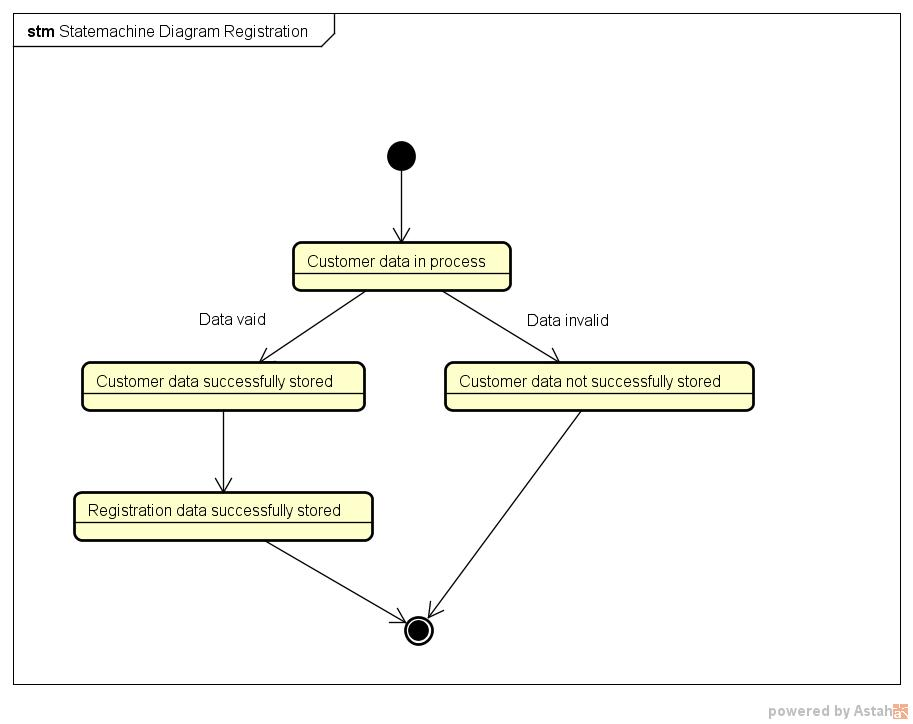 stm Statemachine Diagram Registration
Customer data in process
Data vaid
Data invalid
Customer data successfully stored
Customer data not successfully stored
Registration data successfully stored
powered by Astah